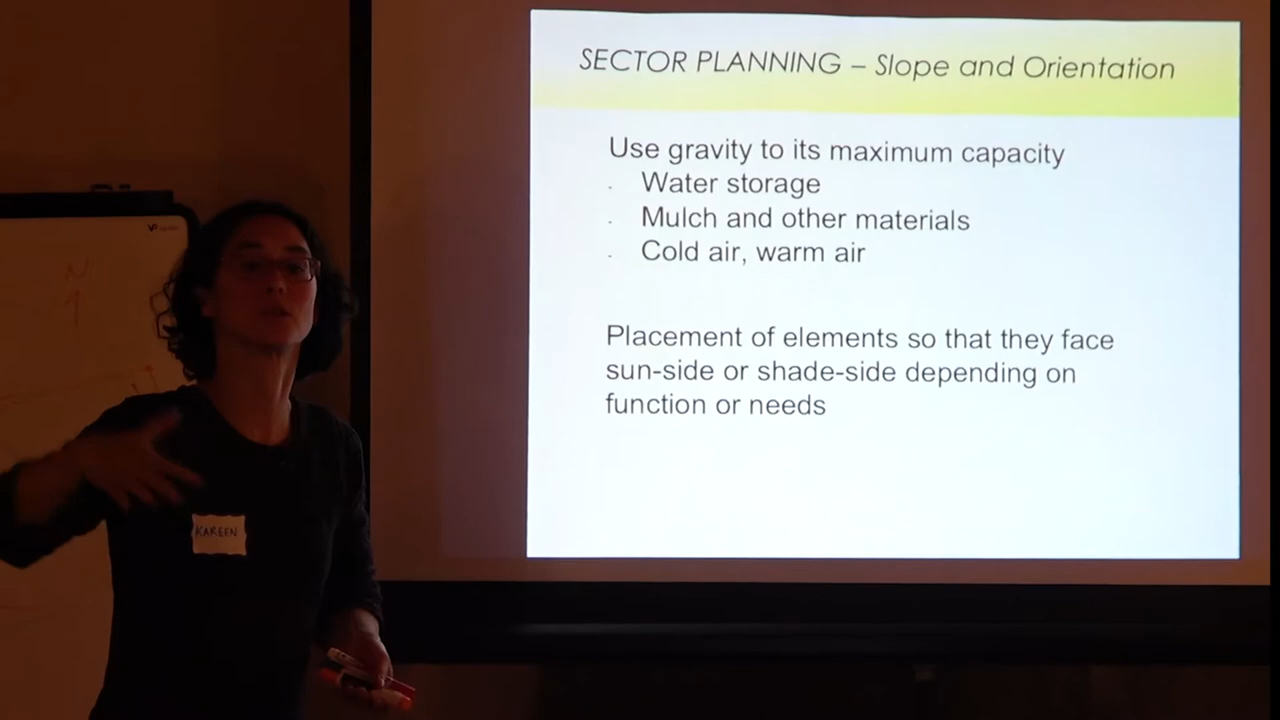 SECTOR PLANNING – Slope and Orientation
Use gravity to its maximum capacity
· Water storage
· Mulch and other materials
· Cold air, warm air
Placement of elements so that they face
sun-side or shade-side depending on
function or needs
KAREEN
N